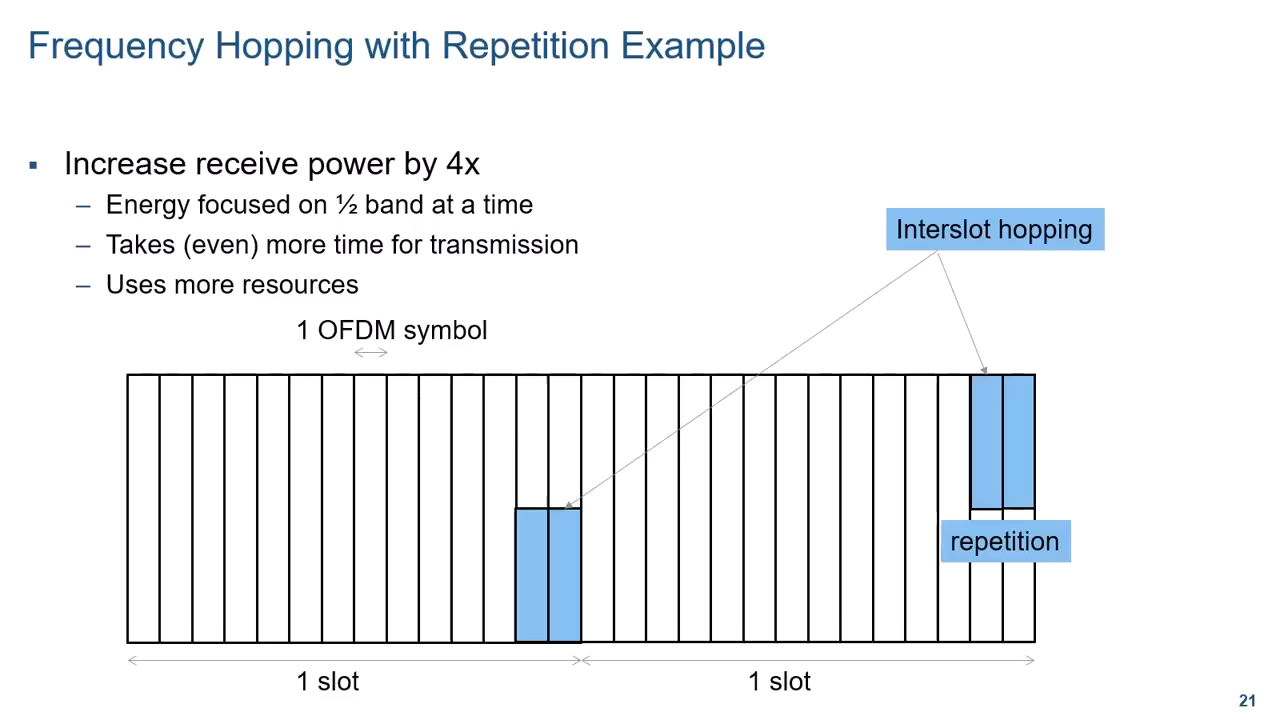 Frequency Hopping with Repetition Example
▪ Increase receive power by 4x
– Energy focused on ½ band at a time
– Takes (even) more time for transmission
– Uses more resources
Interslot hopping
1 OFDM symbol
repetition
1 slot
1 slot
21